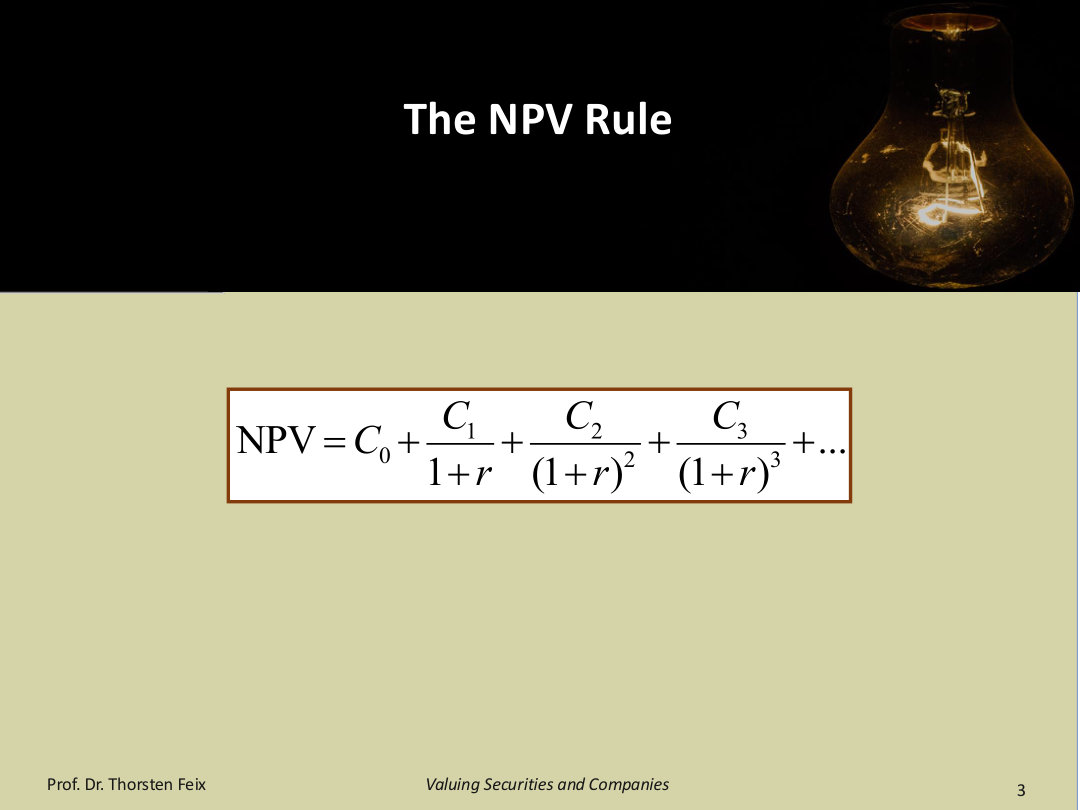 The NPV Rule
NPV = C₀ + C₁/(1+r) + C₂/(1+r)² + C₃/(1+r)³ + ...
Prof. Dr. Thorsten Feix
Valuing Securities and Companies
3